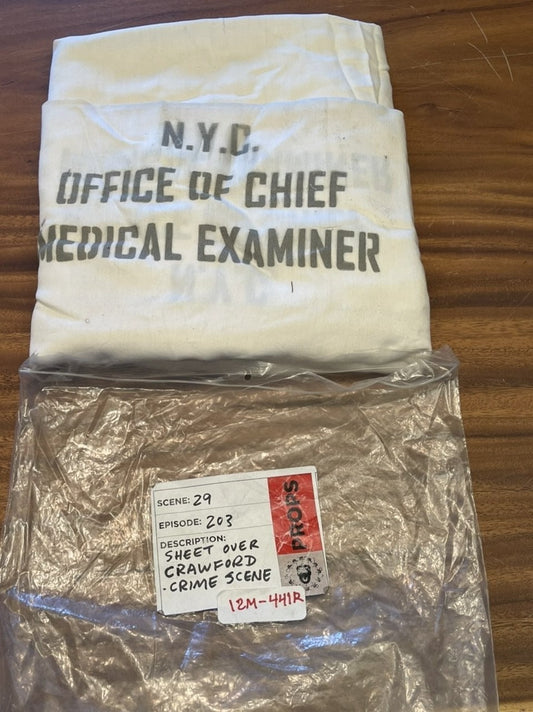 N.Y.C.
OFFICE OF CHIEF
MEDICAL EXAMINER
SCENE: 29
EPISODE: 203
DESCRIPTION:
SHEET OVER
CRAWFORD
- CRIME SCENE
PROPS
12M-441R